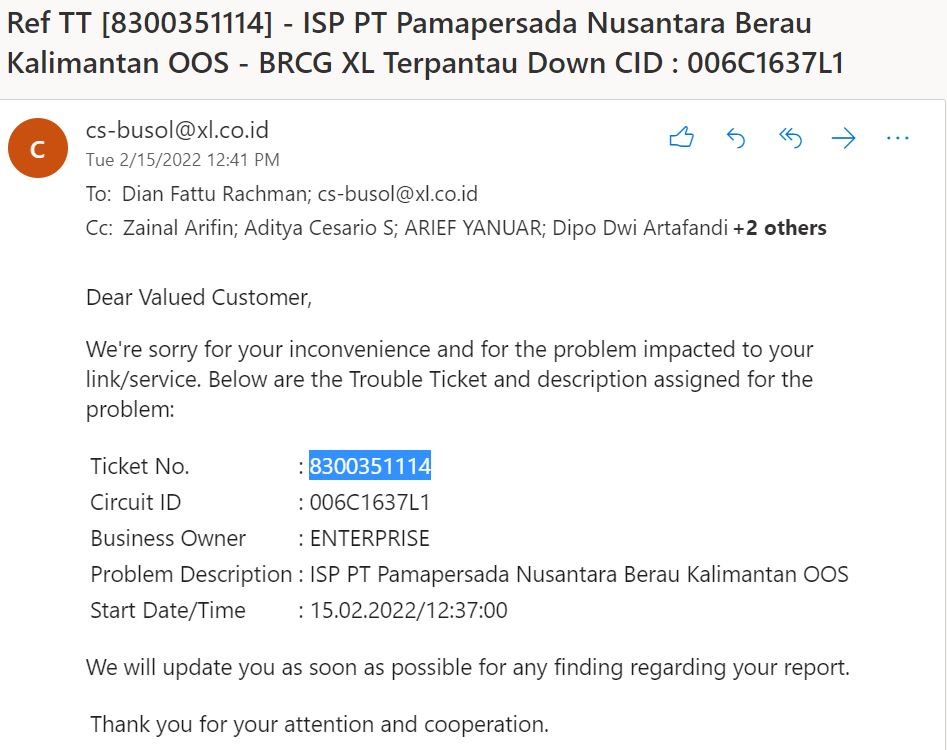 Ref TT [8300351114] - ISP PT Pamapersada Nusantara Berau
Kalimantan OOS - BRCG XL Terpantau Down CID : 006C1637L1
C
cs-busol@xl.co.id
Tue 2/15/2022 12:41 PM
To: Dian Fattu Rachman; cs-busol@xl.co.id
Cc: Zainal Arifin; Aditya Cesario S; ARIEF YANUAR; Dipo Dwi Artafandi +2 others
Dear Valued Customer,
We're sorry for your inconvenience and for the problem impacted to your
link/service. Below are the Trouble Ticket and description assigned for the
problem:
Ticket No. : 8300351114
Circuit ID : 006C1637L1
Business Owner : ENTERPRISE
Problem Description : ISP PT Pamapersada Nusantara Berau Kalimantan OOS
Start Date/Time : 15.02.2022/12:37:00
We will update you as soon as possible for any finding regarding your report.
Thank you for your attention and cooperation.